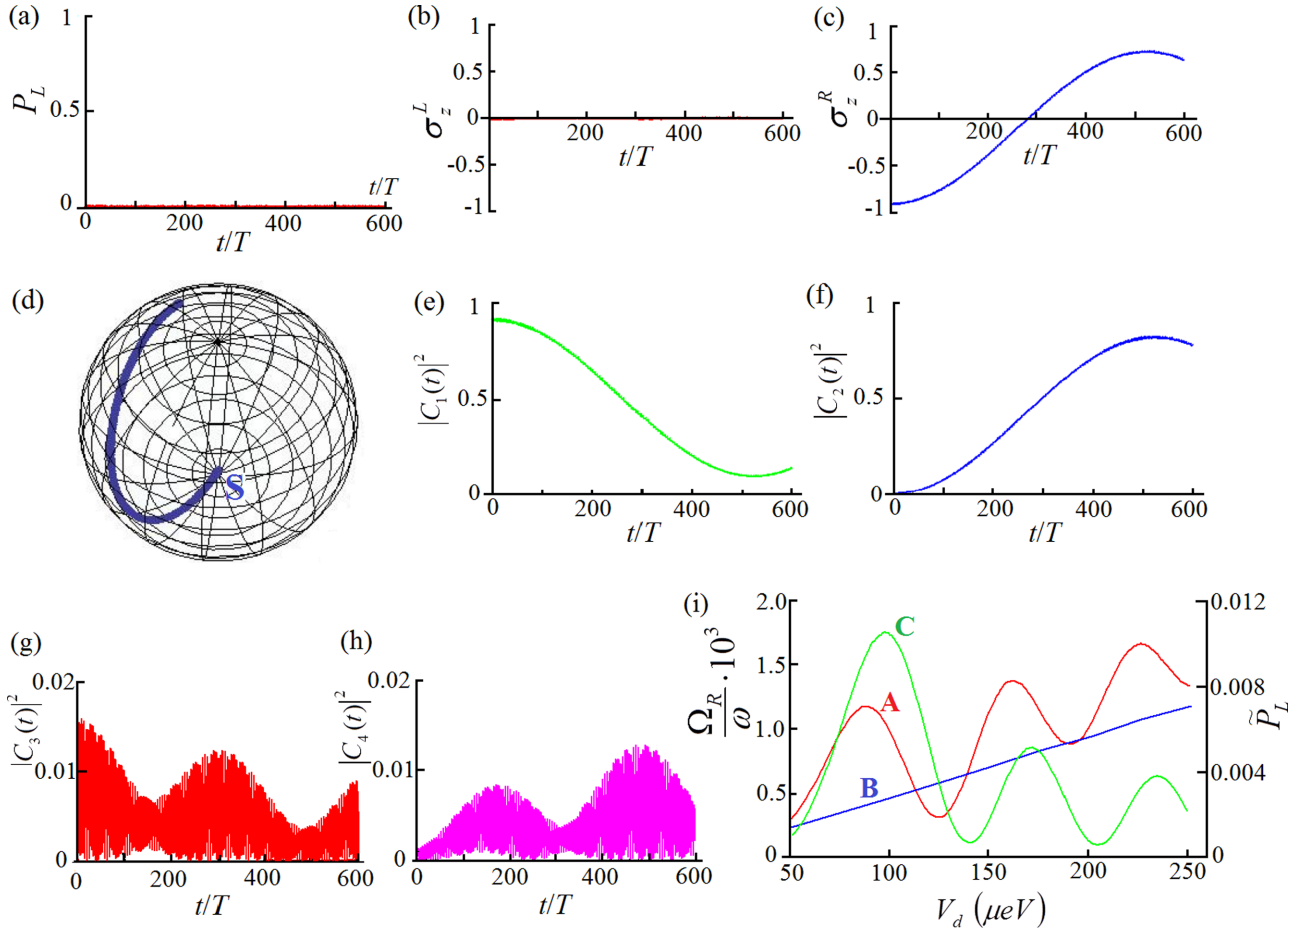 (a)
1
0.5
0
P_L
t/T
0 200 400 600
t/T
(b)
1
0.5
0
-0.5
-1
σ_z^L
200 400 600
t/T
(c)
1
0.5
0
-0.5
-1
σ_z^R
200 400 600
t/T
(d)
S
(e)
1
0.5
0
|C_1(t)|^2
0 200 400 600
t/T
(f)
1
0.5
0
|C_2(t)|^2
0 200 400 600
t/T
(g)
0.02
0.01
0
|C_3(t)|^2
0 200 400 600
t/T
(h)
0.02
0.01
0
|C_4(t)|^2
0 200 400 600
t/T
(i)
2.0
1.5
1.0
0.5
0
Ω_R/ω · 10^3
C
A
B
0.012
0.008
0.004
0
P̃_L
50 100 150 200 250
V_d (μeV)